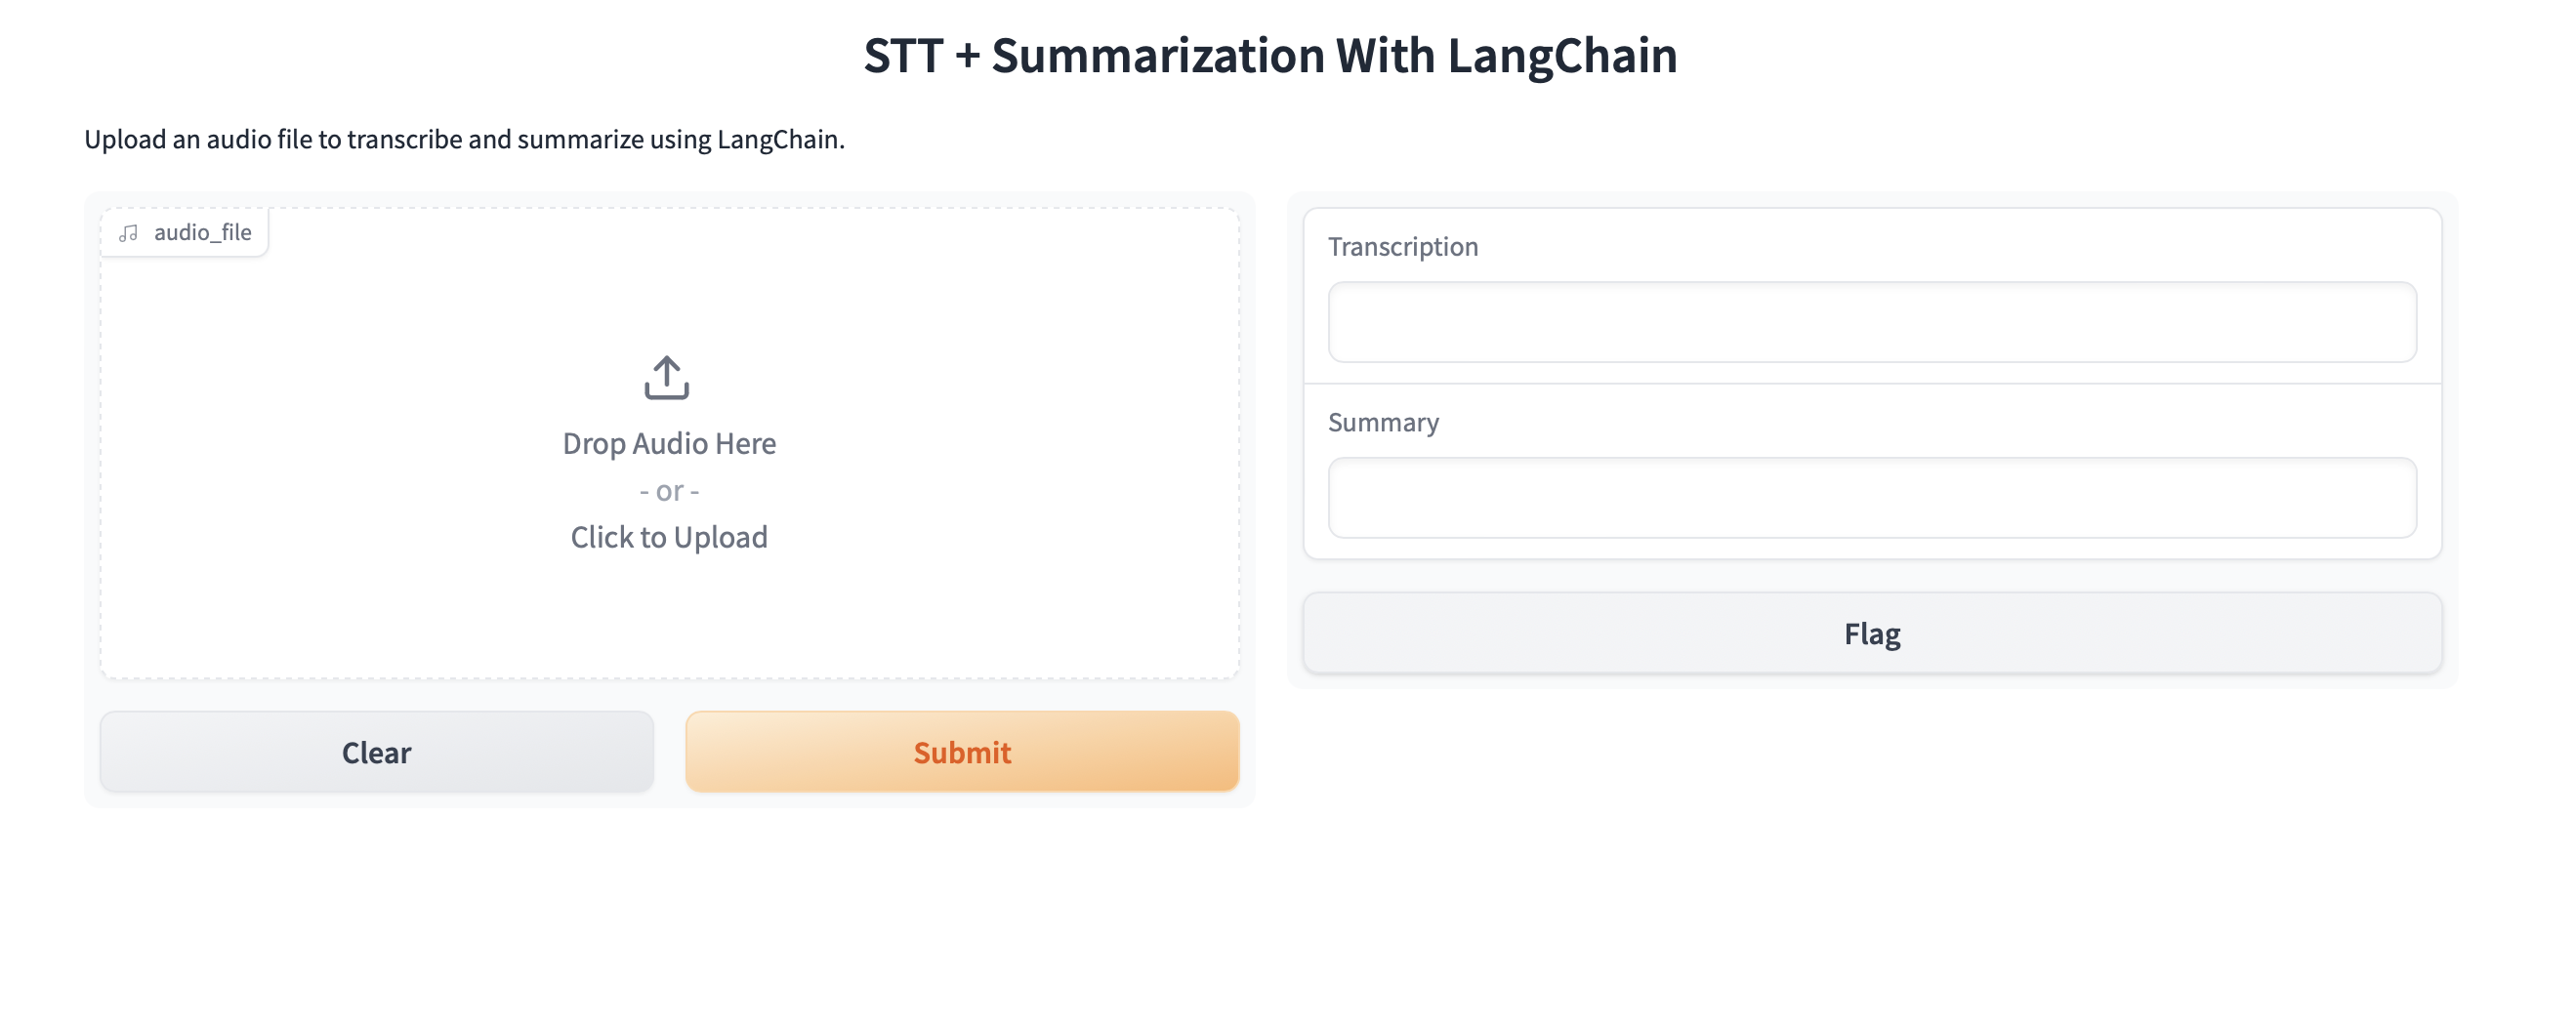 STT + Summarization With LangChain
Upload an audio file to transcribe and summarize using LangChain.
audio_file
Drop Audio Here
- or -
Click to Upload
Clear
Submit
Transcription
Summary
Flag